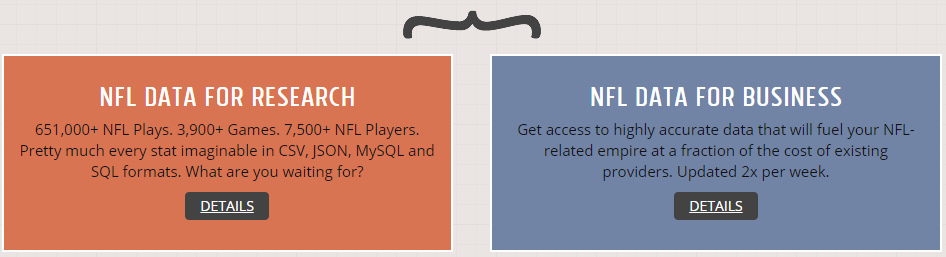 NFL DATA FOR RESEARCH
651,000+ NFL Plays. 3,900+ Games. 7,500+ NFL Players.
Pretty much every stat imaginable in CSV, JSON, MySQL and
SQL formats. What are you waiting for?
DETAILS
NFL DATA FOR BUSINESS
Get access to highly accurate data that will fuel your NFL-
related empire at a fraction of the cost of existing
providers. Updated 2x per week.
DETAILS